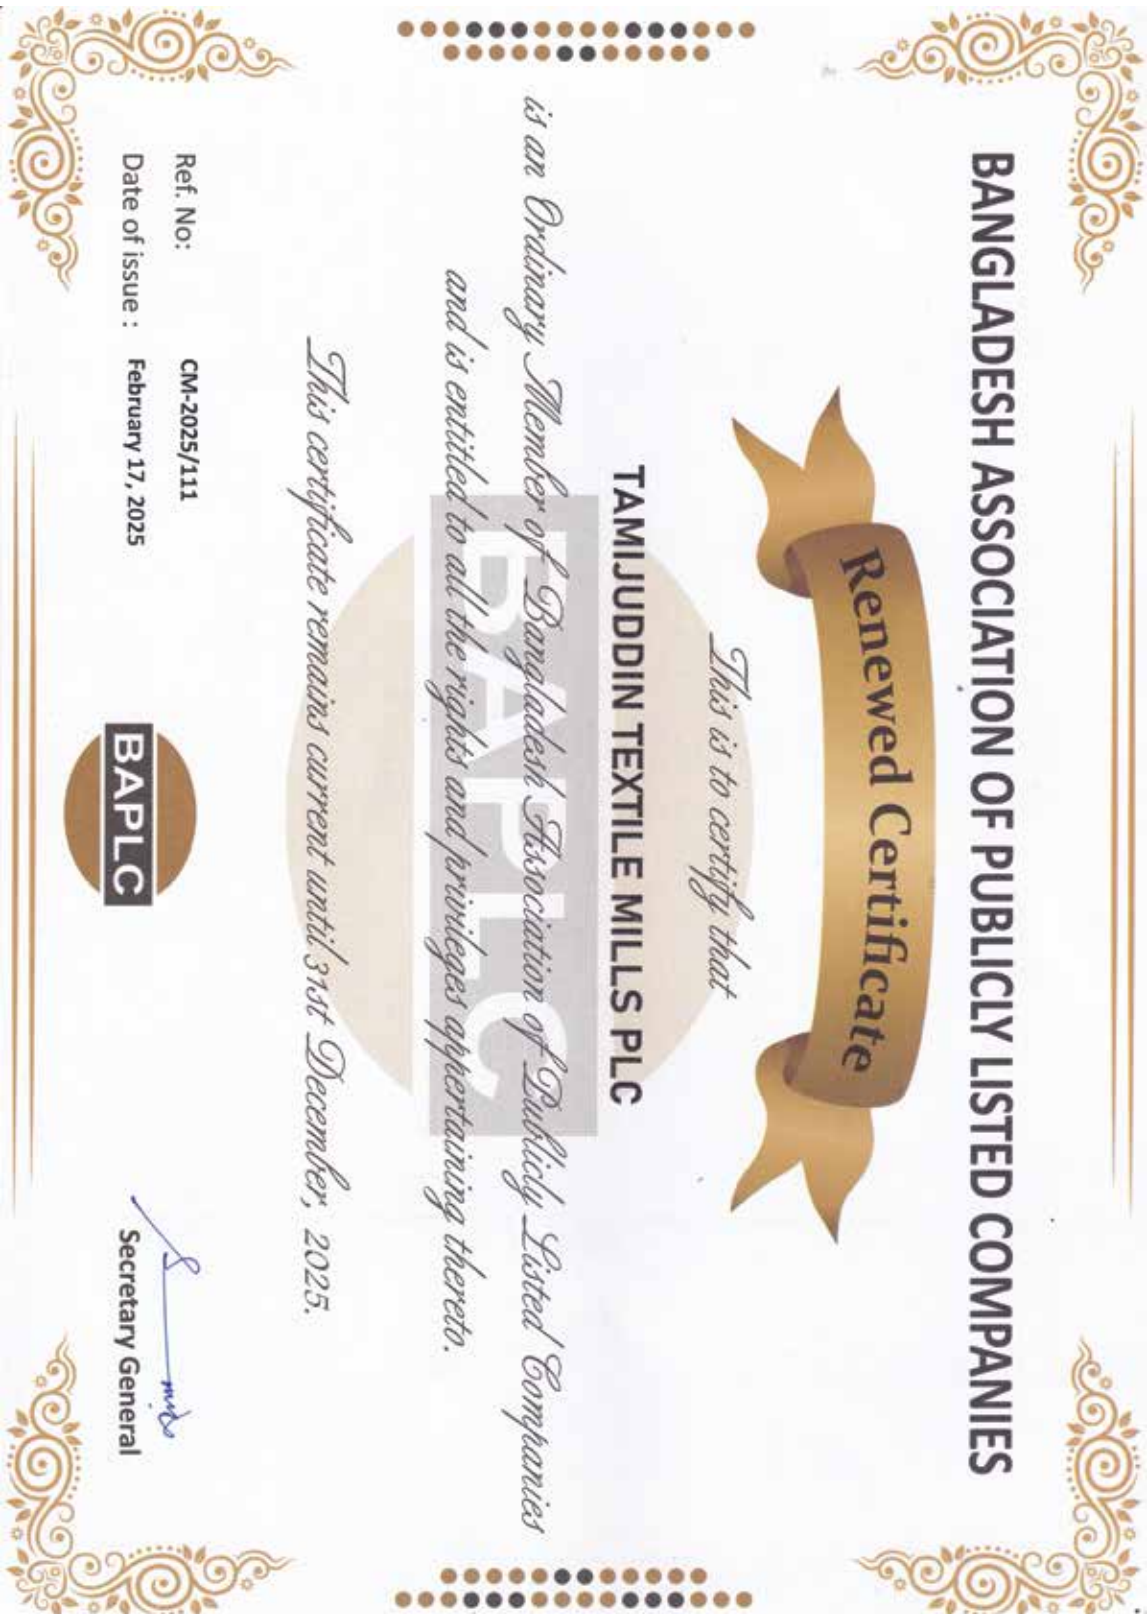 BANGLADESH ASSOCIATION OF PUBLICLY LISTED COMPANIES
Renewed Certificate
This is to certify that
TAMIJUDDIN TEXTILE MILLS PLC
is an Ordinary Member of Bangladesh Association of Publicly Listed Companies
and is entitled to all the rights and privileges appertaining thereto.
This certificate remains current until 31st December, 2025.
BAPLC
Ref. No: CM-2025/111
Date of issue : February 17, 2025
BAPLC
Secretary General